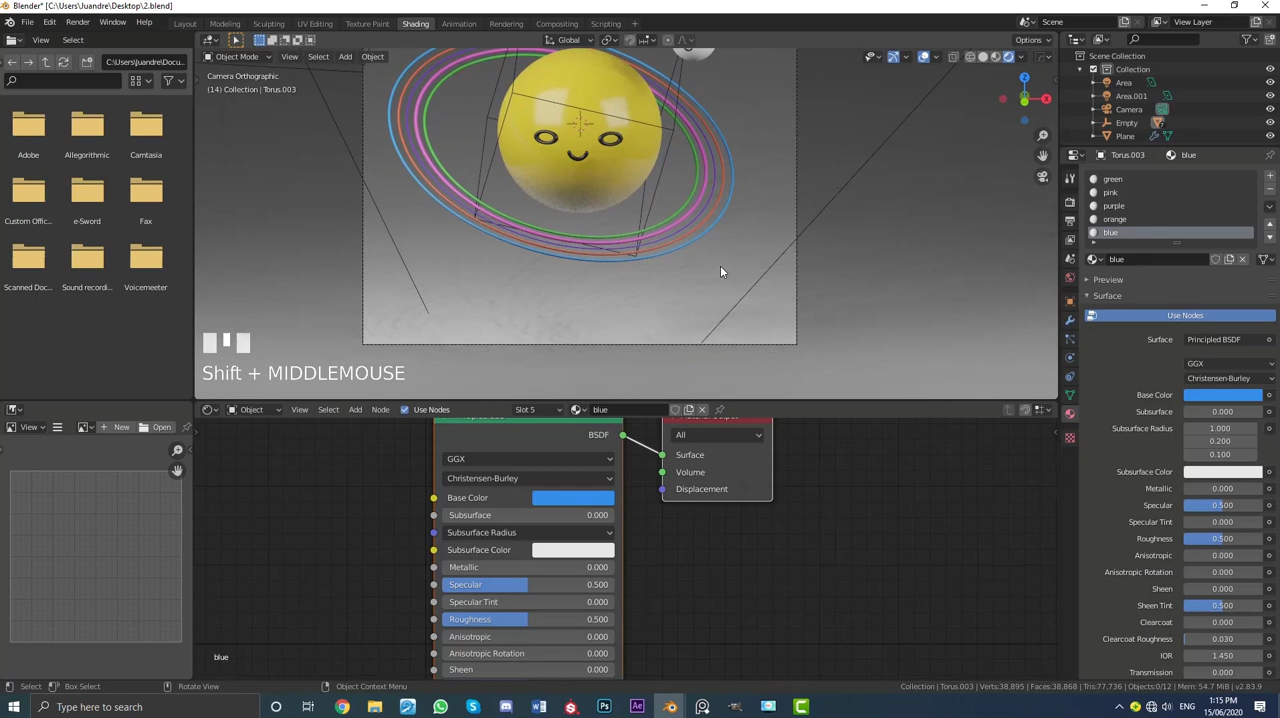 Blender* [C:\Users\Juandre\Desktop\2.blend]
File Edit Render Window Help Layout Modeling Sculpting UV Editing Texture Paint Shading Animation Rendering Compositing Scripting Scene View Layer
View Select Global Options
C:\Users\Juandre\Docu...
Object Mode View Select Add Object
Camera Orthographic
(14) Collection | Torus.003
Adobe Allegorithmic Camtasia
Custom Offic... e-Sword Fax
Scanned Doc... Sound recordi... Voicemeeter
Shift + MIDDLEMOUSE
Scene Collection
Collection
Area
Area.001
Camera
Empty
Plane
Torus.003 blue
green
pink
purple
orange
blue
blue
Preview
Surface
Use Nodes
Surface Principled BSDF
GGX
Christensen-Burley
Base Color
Subsurface 0.000
Subsurface Radius 1.000
0.200
0.100
Subsurface Color
Metallic 0.000
Specular 0.500
Specular Tint 0.000
Roughness 0.500
Anisotropic 0.000
Anisotropic Rotation 0.000
Sheen 0.000
Sheen Tint 0.500
Clearcoat 0.000
Clearcoat Roughness 0.030
IOR 1.450
Transmission 0.000
View New Open
Object View Select Add Node Use Nodes Slot 5 blue
BSDF
GGX
Christensen-Burley
Base Color
Subsurface 0.000
Subsurface Radius
Subsurface Color
Metallic 0.000
Specular 0.500
Specular Tint 0.000
Roughness 0.500
Anisotropic 0.000
Anisotropic Rotation 0.000
Sheen 0.000
All
Surface
Volume
Displacement
blue
Select Box Select Rotate View Object Context Menu Collection | Torus.003 | Verts:38,895 | Faces:38,868 | Tris:77,736 | Objects:0/12 | Mem: 54.7 MiB | v2.83.9
Type here to search
1:15 PM
15/06/2020